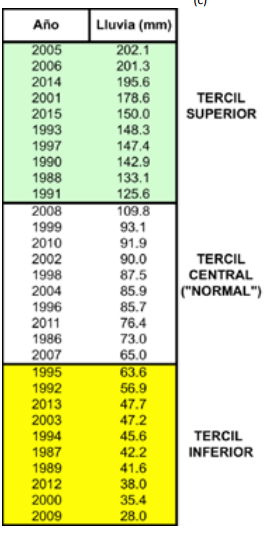 (c)
Año Lluvia (mm)
2005 202.1
2006 201.3
2014 195.6
2001 178.6 TERCIL
2015 150.0 SUPERIOR
1993 148.3
1997 147.4
1990 142.9
1988 133.1
1991 125.6
2008 109.8
1999 93.1
2010 91.9
2002 90.0 TERCIL
1998 87.5 CENTRAL
2004 85.9 ("NORMAL")
1996 85.7
2011 76.4
1986 73.0
2007 65.0
1995 63.6
1992 56.9
2013 47.7
2003 47.2
1994 45.6 TERCIL
1987 42.2 INFERIOR
1989 41.6
2012 38.0
2000 35.4
2009 28.0